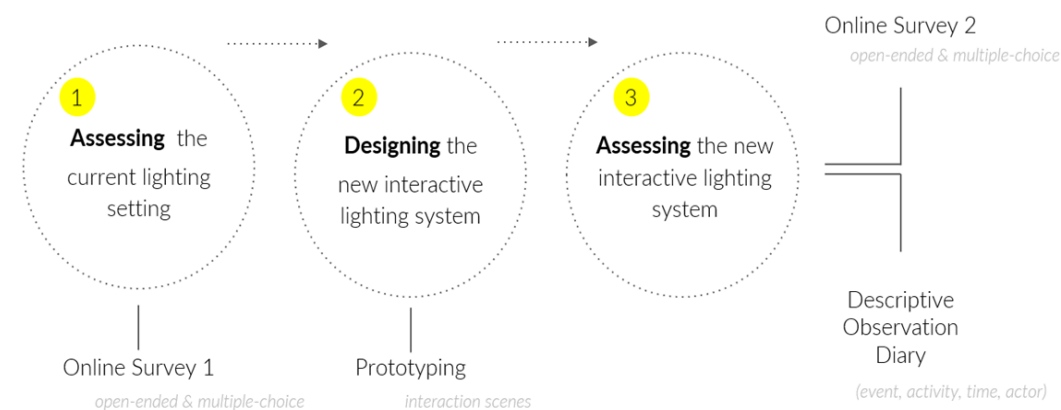 1
Assessing the
current lighting
setting
Online Survey 1
open-ended & multiple-choice
2
Designing the
new interactive
lighting system
Prototyping
interaction scenes
3
Assessing the new
interactive lighting
system
Online Survey 2
open-ended & multiple-choice
Descriptive
Observation
Diary
(event, activity, time, actor)